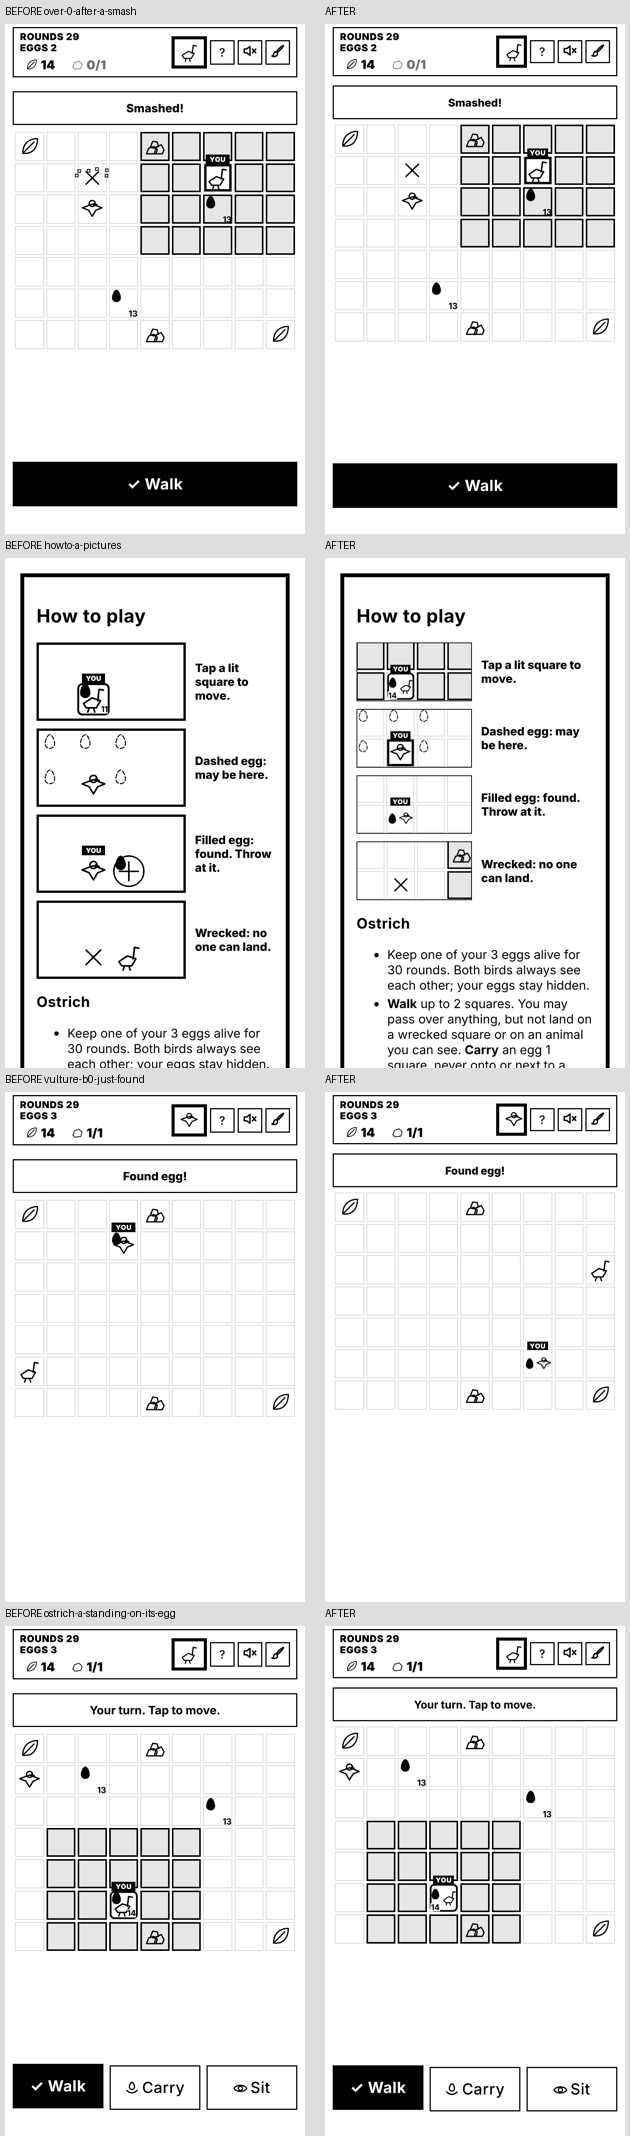 BEFORE over-0-after-a-smash
AFTER
ROUNDS 29
EGGS 2
14 0/1
?
Smashed!
YOU
13
13
✓ Walk
ROUNDS 29
EGGS 2
14 0/1
?
Smashed!
YOU
13
13
✓ Walk
BEFORE howto-a-pictures
AFTER
How to play
YOU
11
Tap a lit
square to
move.
Dashed egg:
may be here.
YOU
Filled egg:
found. Throw
at it.
Wrecked: no
one can land.
Ostrich
• Keep one of your 3 eggs alive for
30 rounds. Both birds always see
each other; your eggs stay hidden.
How to play
YOU
14
Tap a lit square to
move.
YOU
Dashed egg: may
be here.
YOU
Filled egg: found.
Throw at it.
Wrecked: no one
can land.
Ostrich
• Keep one of your 3 eggs alive for
30 rounds. Both birds always see
each other; your eggs stay hidden.
• Walk up to 2 squares. You may
pass over anything, but not land on
a wrecked square or on an animal
you can see. Carry an egg 1
square, never onto or next to a
BEFORE vulture-b0-just-found
AFTER
ROUNDS 29
EGGS 3
14 1/1
?
Found egg!
YOU
ROUNDS 29
EGGS 3
14 1/1
?
Found egg!
YOU
BEFORE ostrich-a-standing-on-its-egg
AFTER
ROUNDS 29
EGGS 3
14 1/1
?
Your turn. Tap to move.
13
13
YOU
14
✓ Walk
Carry
Sit
ROUNDS 29
EGGS 3
14 1/1
?
Your turn. Tap to move.
13
13
YOU
14
✓ Walk
Carry
Sit